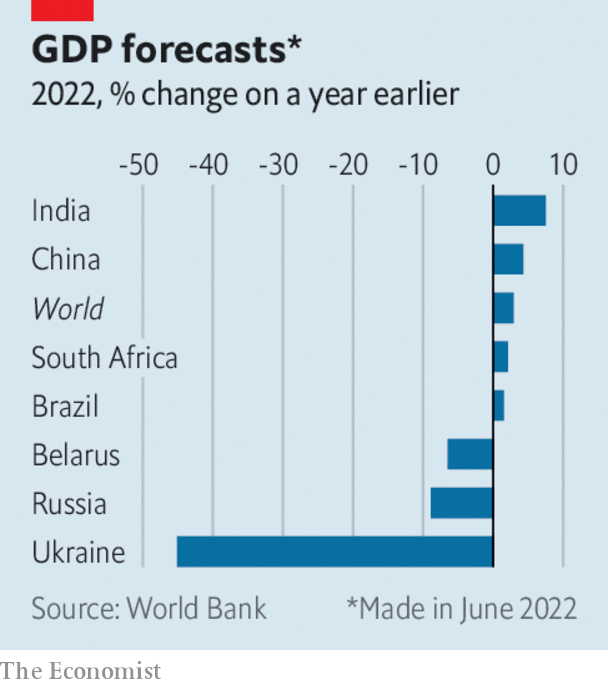 GDP forecasts*
2022, % change on a year earlier
-50 -40 -30 -20 -10 0 10
India
China
World
South Africa
Brazil
Belarus
Russia
Ukraine
Source: World Bank *Made in June 2022
The Economist